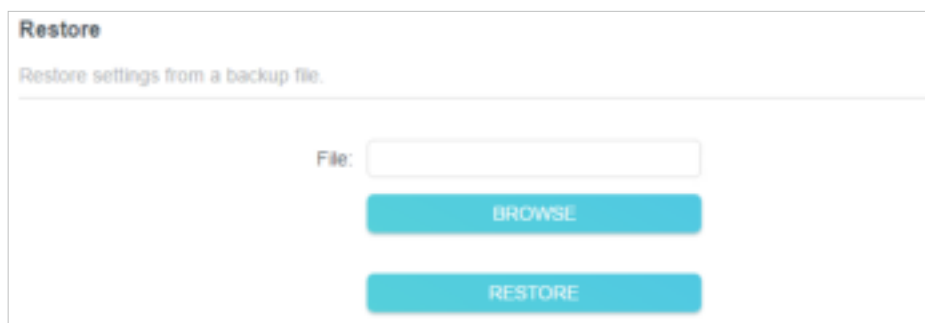 Restore
Restore settings from a backup file.
File:
BROWSE
RESTORE